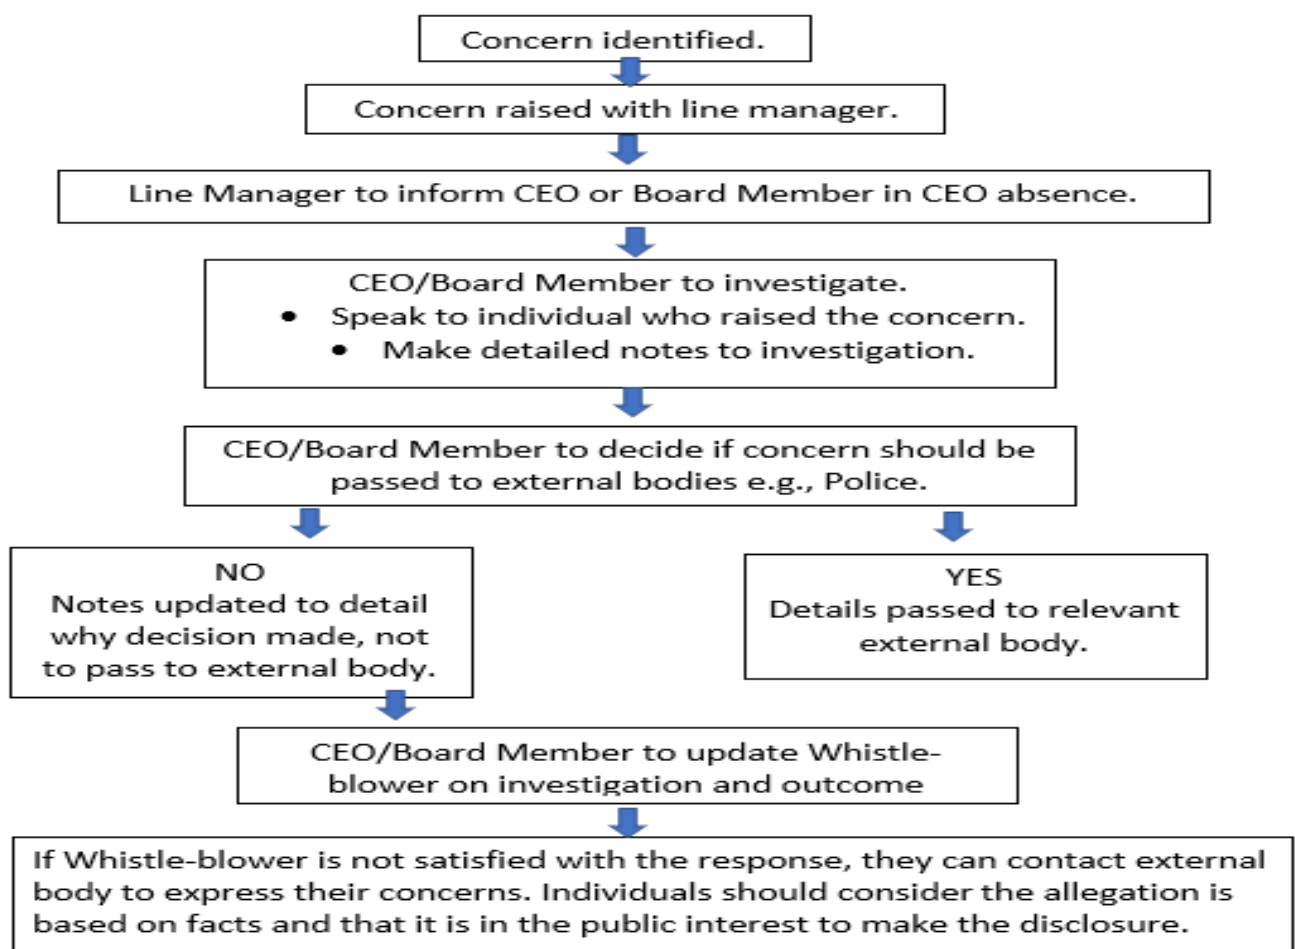 Concern identified.
Concern raised with line manager.
Line Manager to inform CEO or Board Member in CEO absence.
CEO/Board Member to investigate.
• Speak to individual who raised the concern.
• Make detailed notes to investigation.
CEO/Board Member to decide if concern should be
passed to external bodies e.g., Police.
NO
Notes updated to detail
why decision made, not
to pass to external body.
YES
Details passed to relevant
external body.
CEO/Board Member to update Whistle-
blower on investigation and outcome
If Whistle-blower is not satisfied with the response, they can contact external
body to express their concerns. Individuals should consider the allegation is
based on facts and that it is in the public interest to make the disclosure.